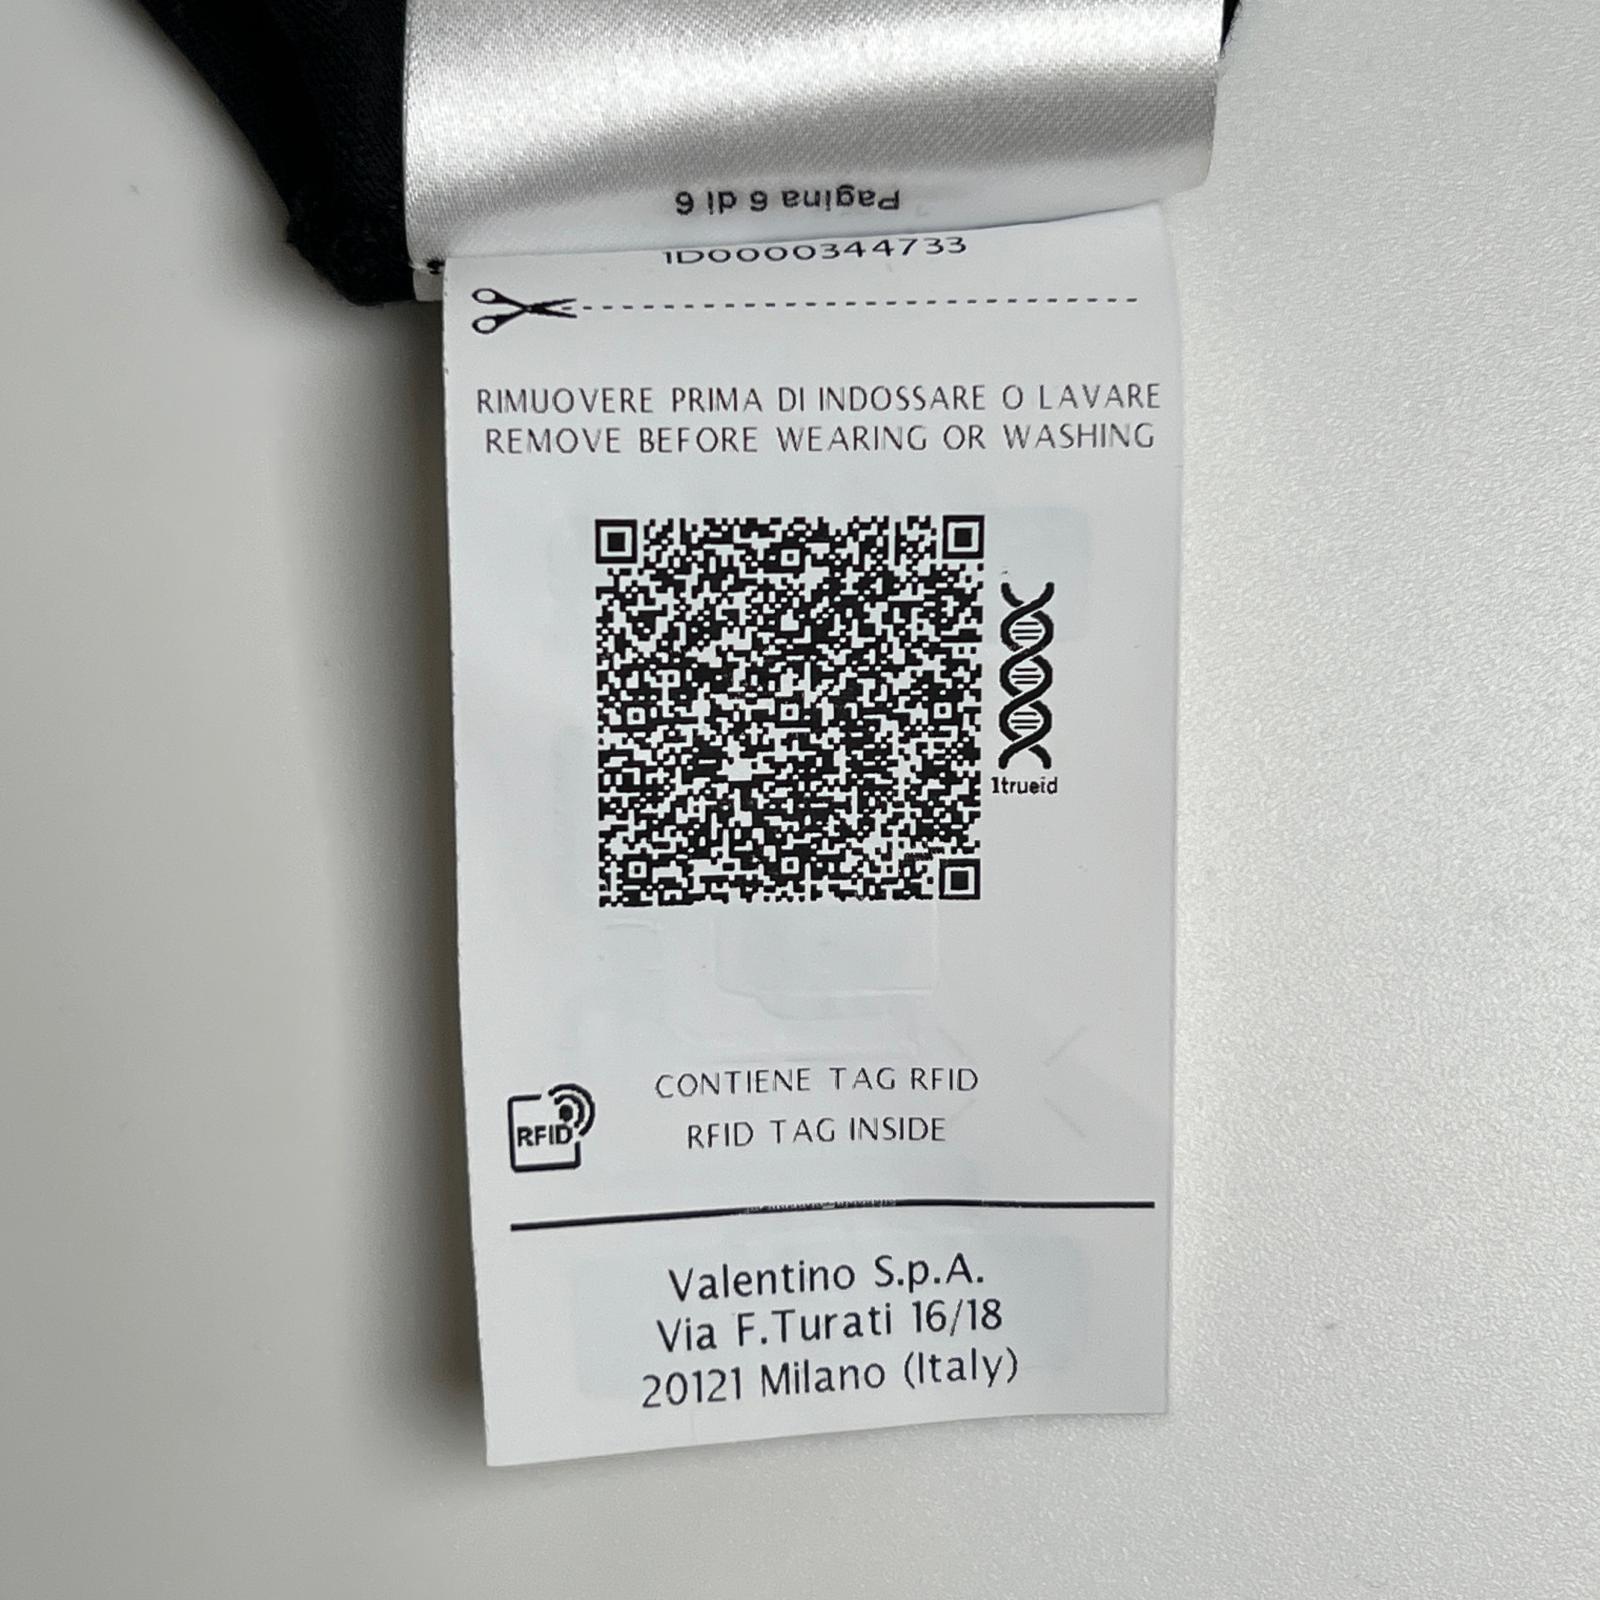 Pagina 6 di 6
1D0000344733
RIMUOVERE PRIMA DI INDOSSARE O LAVARE
REMOVE BEFORE WEARING OR WASHING
1trueid
CONTIENE TAG RFID
RFID TAG INSIDE
RFID
Valentino S.p.A.
Via F.Turati 16/18
20121 Milano (Italy)